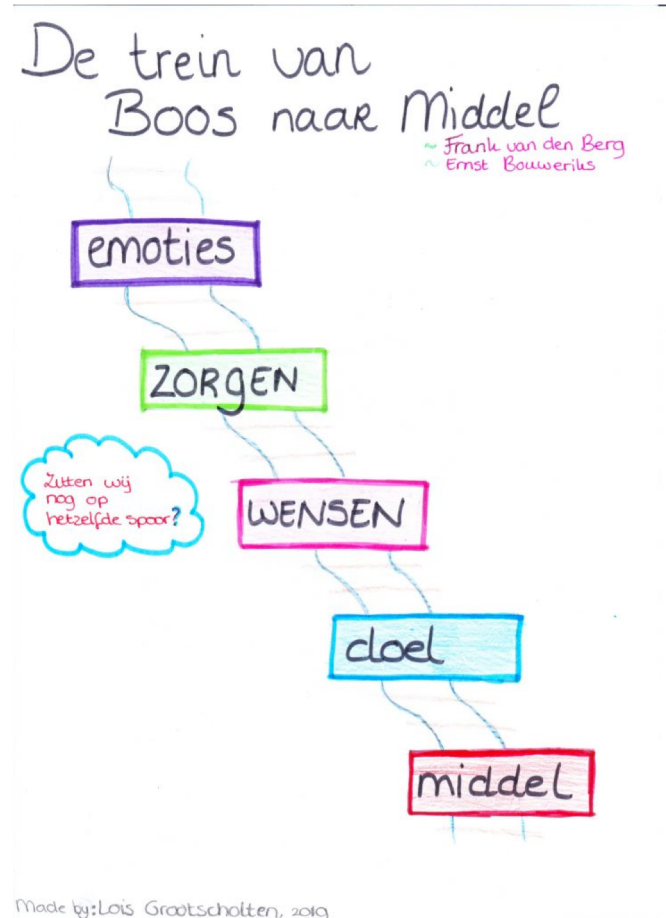 De trein van
Boos naar Middel
~ Frank van den Berg
~ Ernst Bouweriks
emoties
ZORGEN
Zitten wij
nog op
hetzelfde spoor?
WENSEN
doel
middel
Made by: Lois Grootscholten, 2019